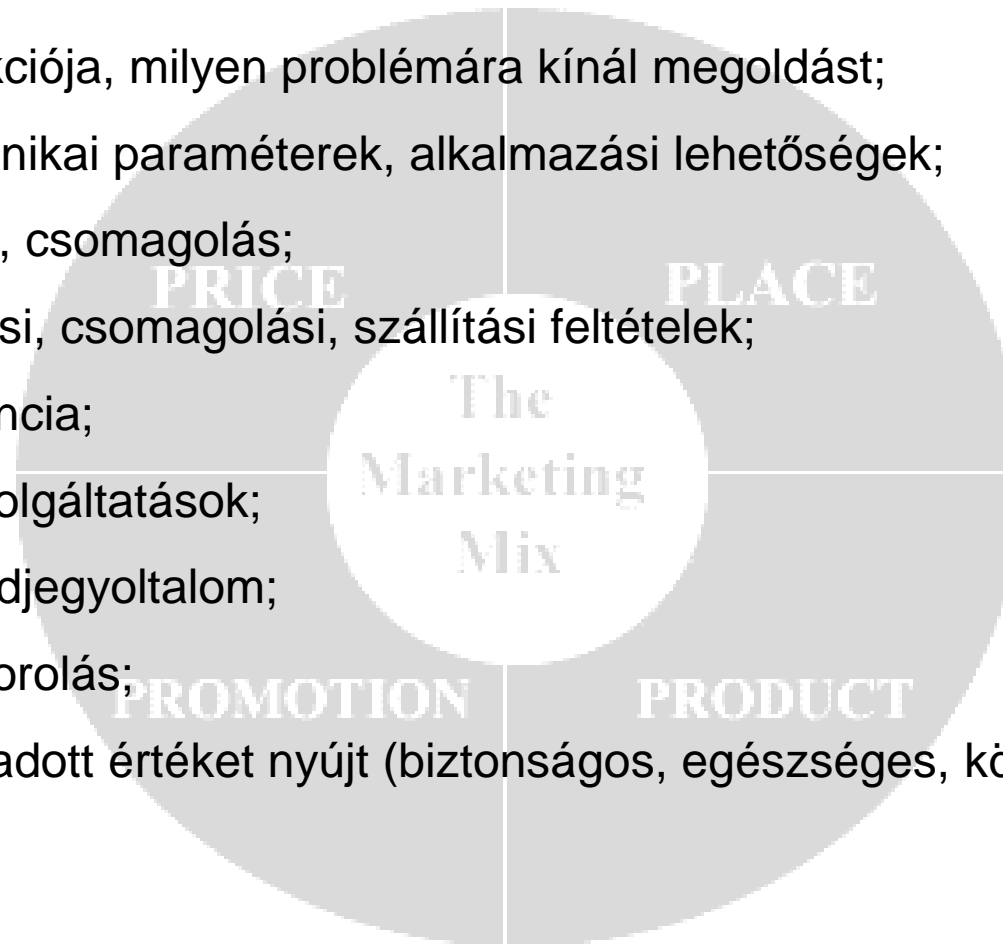 kciója, milyen problémára kínál megoldást;
nikai paraméterek, alkalmazási lehetőségek;
, csomagolás;
PRICE PLACE
si, csomagolási, szállítási feltételek;
The
ncia;
Marketing
olgáltatások;
Mix
djegyoltalom;
orolás;
PROMOTION PRODUCT
adott értéket nyújt (biztonságos, egészséges, kö